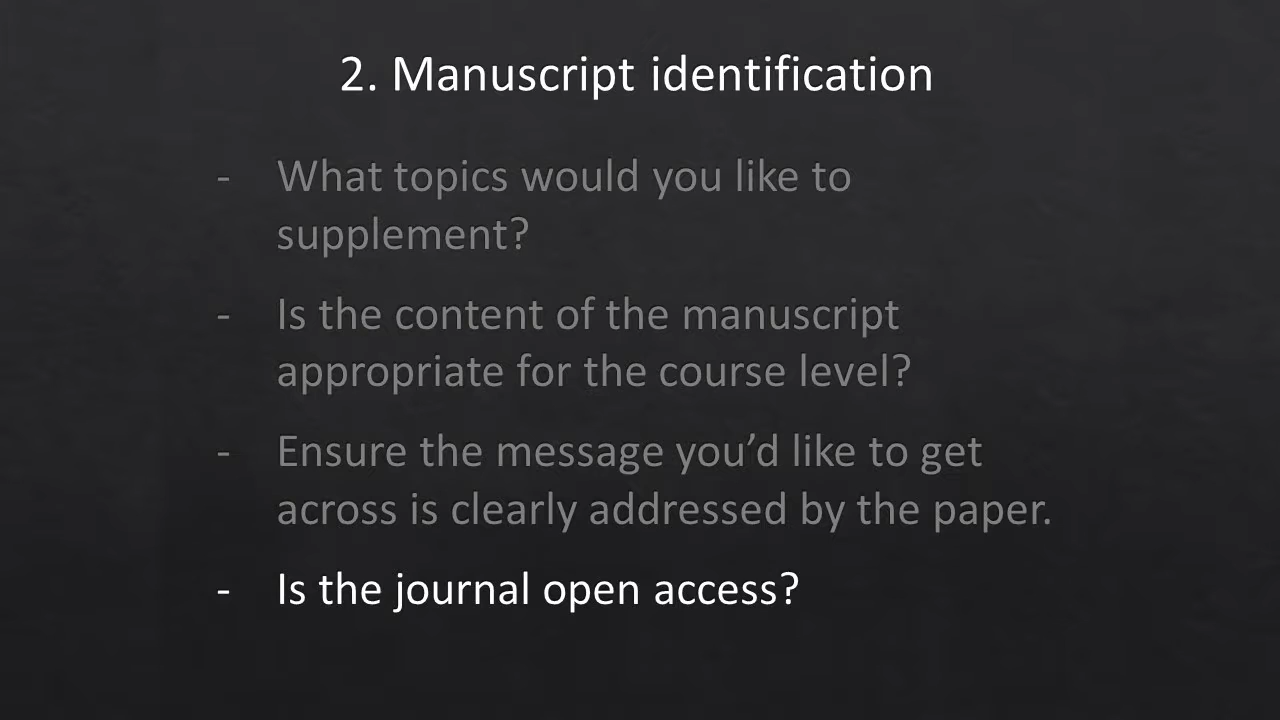 2. Manuscript identification
- What topics would you like to
supplement?
- Is the content of the manuscript
appropriate for the course level?
- Ensure the message you’d like to get
across is clearly addressed by the paper.
- Is the journal open access?